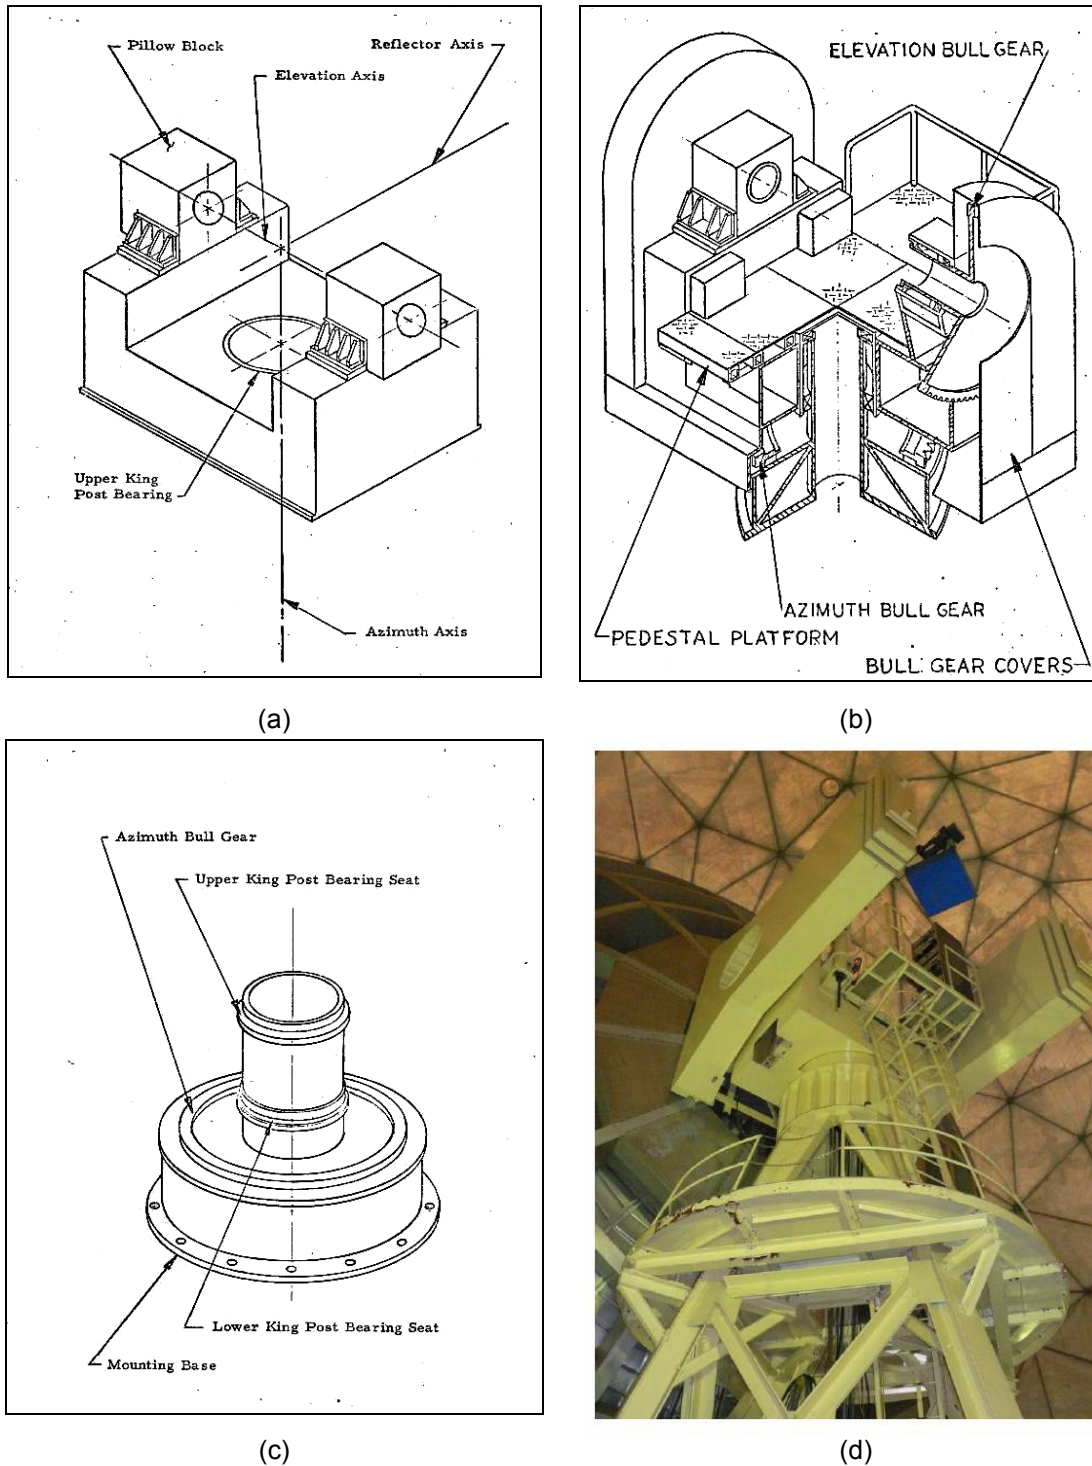 Pillow Block
Reflector Axis
Elevation Axis
Upper King
Post Bearing
Azimuth Axis
ELEVATION BULL GEAR
AZIMUTH BULL GEAR
PEDESTAL PLATFORM
BULL GEAR COVERS
(a)
(b)
Azimuth Bull Gear
Upper King Post Bearing Seat
Lower King Post Bearing Seat
Mounting Base
(c)
(d)